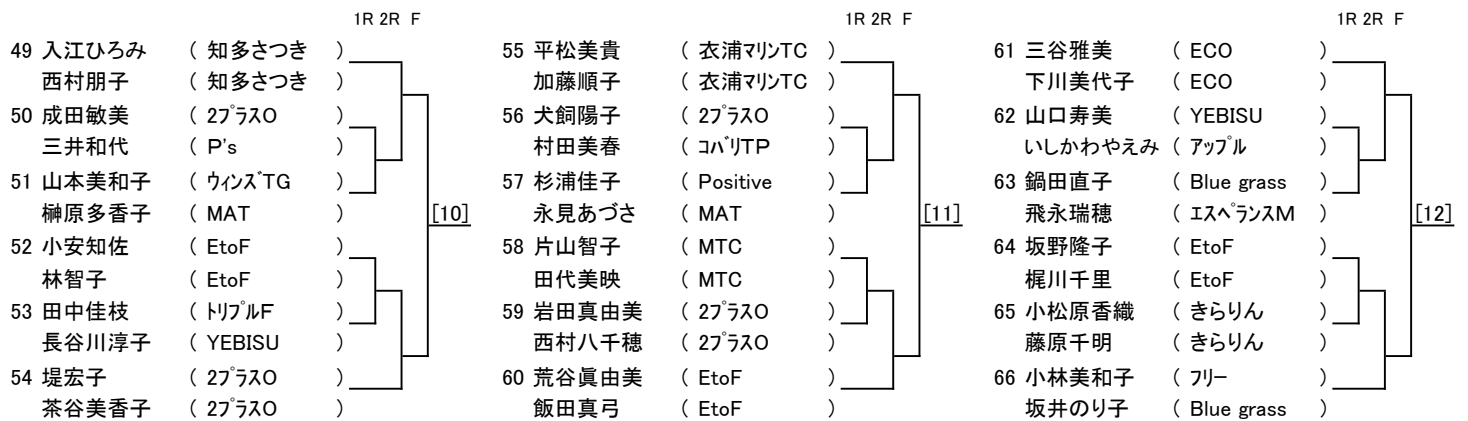 1R 2R F
49 入江ひろみ ( 知多さつき )
西村朋子 ( 知多さつき )
50 成田敏美 ( 2ﾌﾟﾗｽO )
三井和代 ( P's )
51 山本美和子 ( ｳｨﾝｽﾞTG )
榊原多香子 ( MAT )
[10]
52 小安知佐 ( EtoF )
林智子 ( EtoF )
53 田中佳枝 ( ﾄﾘﾌﾟﾙF )
長谷川淳子 ( YEBISU )
54 堤宏子 ( 2ﾌﾟﾗｽO )
茶谷美香子 ( 2ﾌﾟﾗｽO )
1R 2R F
55 平松美貴 ( 衣浦ﾏﾘﾝTC )
加藤順子 ( 衣浦ﾏﾘﾝTC )
56 犬飼陽子 ( 2ﾌﾟﾗｽO )
村田美春 ( ｺﾊﾞﾘTP )
57 杉浦佳子 ( Positive )
永見あづさ ( MAT )
[11]
58 片山智子 ( MTC )
田代美映 ( MTC )
59 岩田真由美 ( 2ﾌﾟﾗｽO )
西村八千穂 ( 2ﾌﾟﾗｽO )
60 荒谷眞由美 ( EtoF )
飯田真弓 ( EtoF )
1R 2R F
61 三谷雅美 ( ECO )
下川美代子 ( ECO )
62 山口寿美 ( YEBISU )
いしかわやえみ ( ｱｯﾌﾟﾙ )
63 鍋田直子 ( Blue grass )
飛永瑞穂 ( ｴｽﾍﾟﾗﾝｽM )
[12]
64 坂野隆子 ( EtoF )
梶川千里 ( EtoF )
65 小松原香織 ( きらりん )
藤原千明 ( きらりん )
66 小林美和子 ( ﾌﾘｰ )
坂井のり子 ( Blue grass )